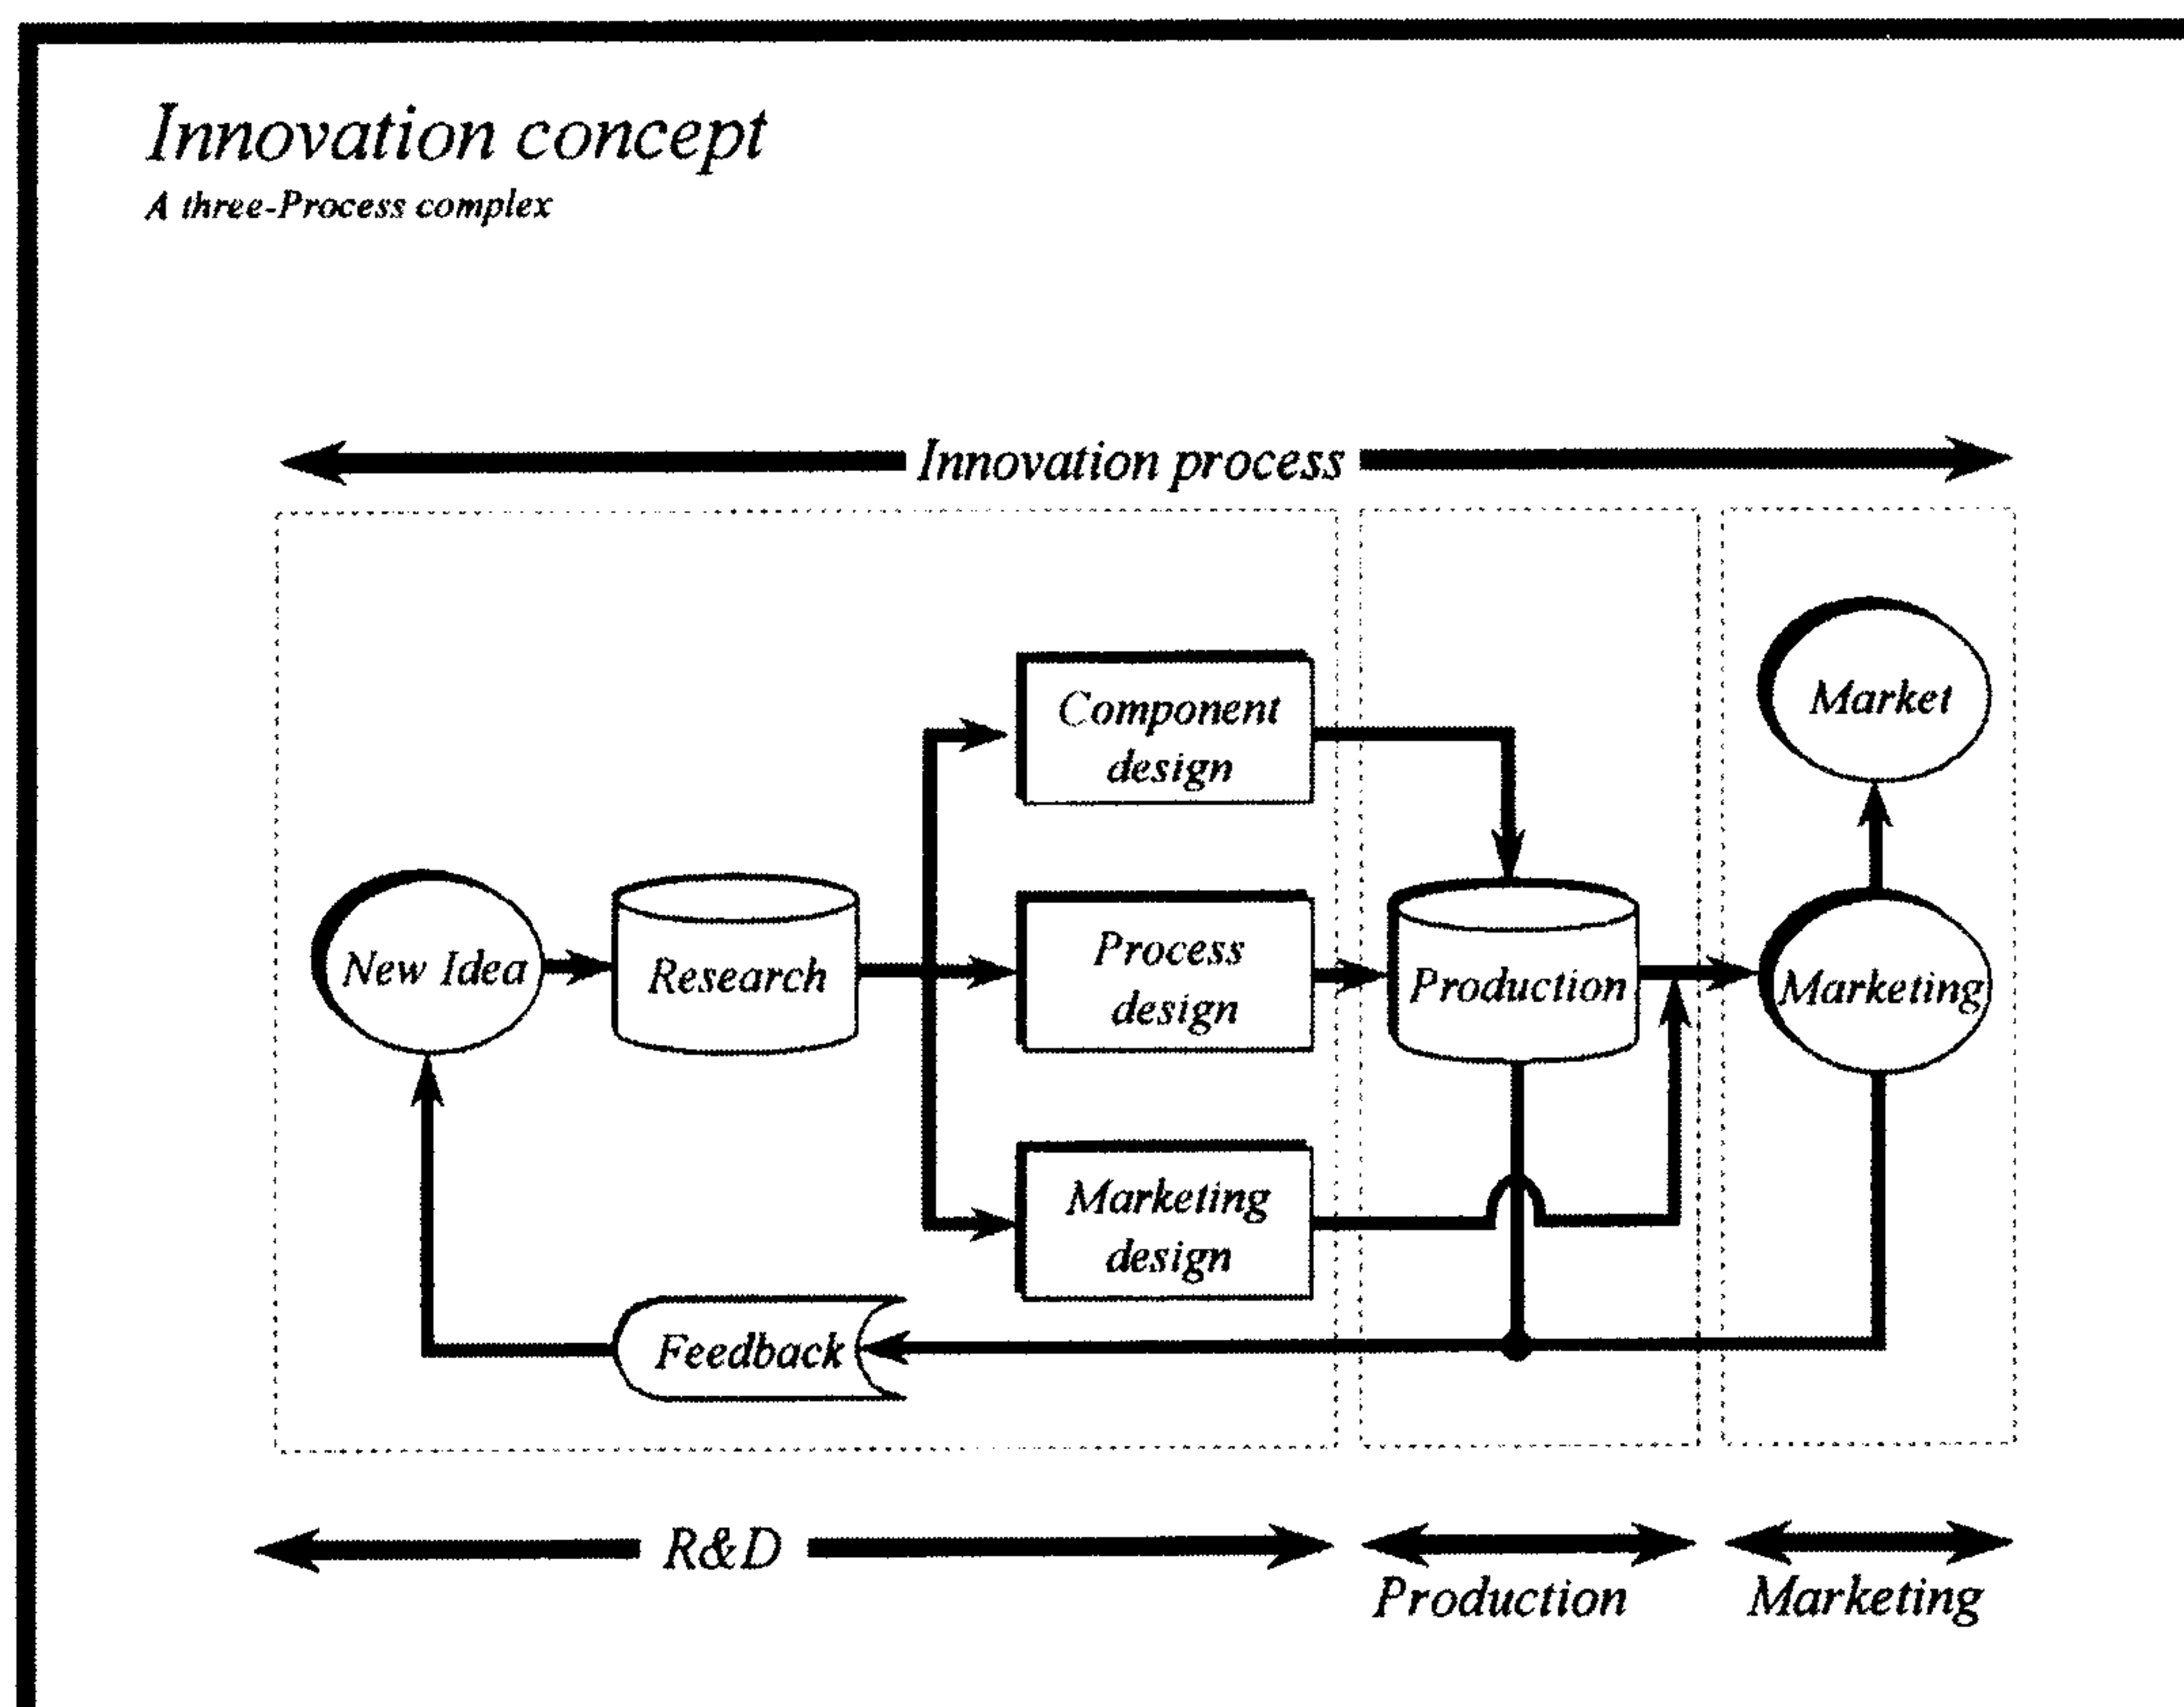 Innovation concept
A three-Process complex
Innovation process
Component
design
Market
New Idea
Research
Process
design
Production
Marketing
Marketing
design
Feedback
R&D
Production
Marketing